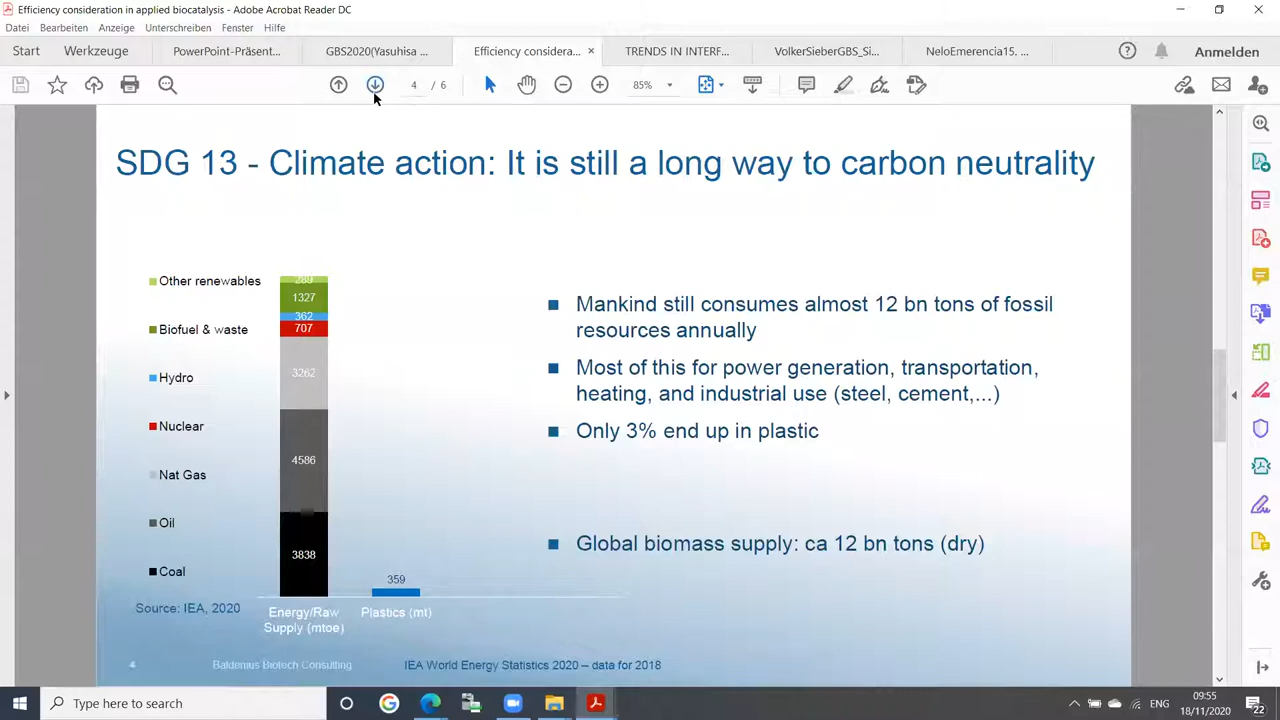 Efficiency consideration in applied biocatalysis - Adobe Acrobat Reader DC
Datei Bearbeiten Anzeige Unterschreiben Fenster Hilfe
Start Werkzeuge PowerPoint-Präsent... GBS2020(Yasuhisa ... Efficiency considera... × TRENDS IN INTERF... VolkerSieberGBS_Si... NeloEmerencia15. ... Anmelden
4 / 6 85%
SDG 13 - Climate action: It is still a long way to carbon neutrality
Other renewables
Biofuel & waste
Hydro
Nuclear
Nat Gas
Oil
Coal
289
1327
362
707
3262
4586
3838
359
Energy/Raw
Supply (mtoe)
Plastics (mt)
Source: IEA, 2020
Mankind still consumes almost 12 bn tons of fossil
resources annually
Most of this for power generation, transportation,
heating, and industrial use (steel, cement,...)
Only 3% end up in plastic
Global biomass supply: ca 12 bn tons (dry)
4 Baldenius Biotech Consulting IEA World Energy Statistics 2020 – data for 2018
Type here to search
ENG
09:55
18/11/2020
22